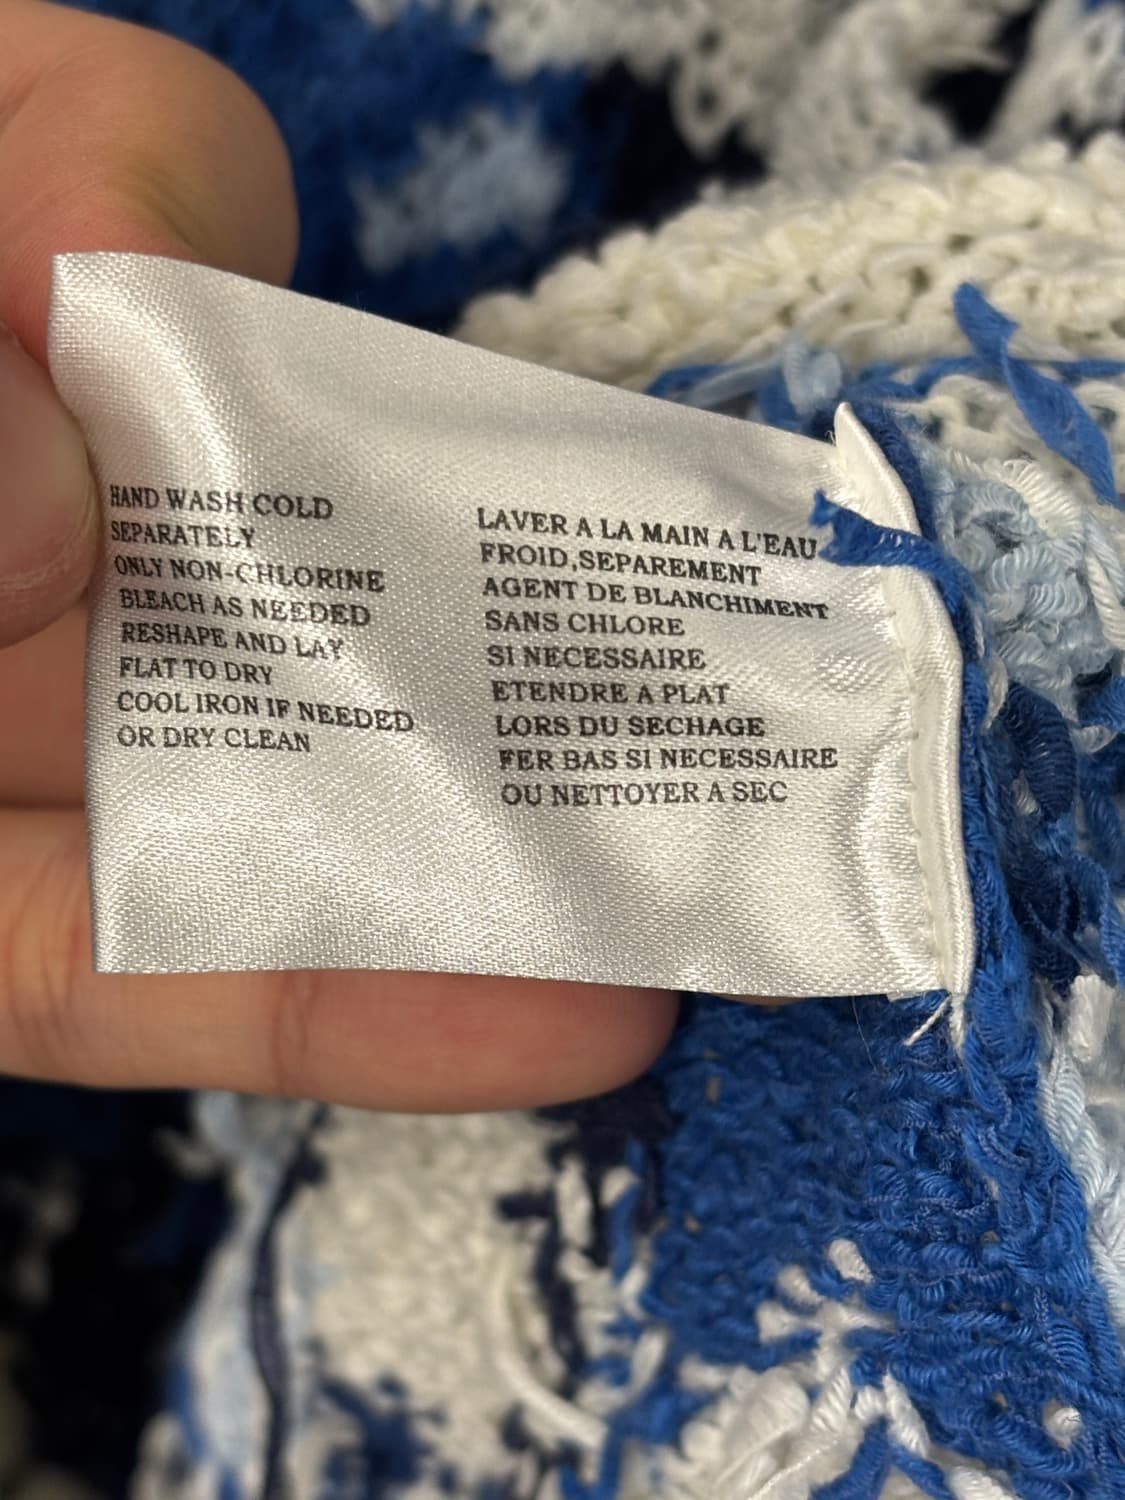 HAND WASH COLD
SEPARATELY
ONLY NON-CHLORINE
BLEACH AS NEEDED
RESHAPE AND LAY
FLAT TO DRY
COOL IRON IF NEEDED
OR DRY CLEAN
LAVER A LA MAIN A L'EAU
FROID,SEPAREMENT
AGENT DE BLANCHIMENT
SANS CHLORE
SI NECESSAIRE
ETENDRE A PLAT
LORS DU SECHAGE
FER BAS SI NECESSAIRE
OU NETTOYER A SEC